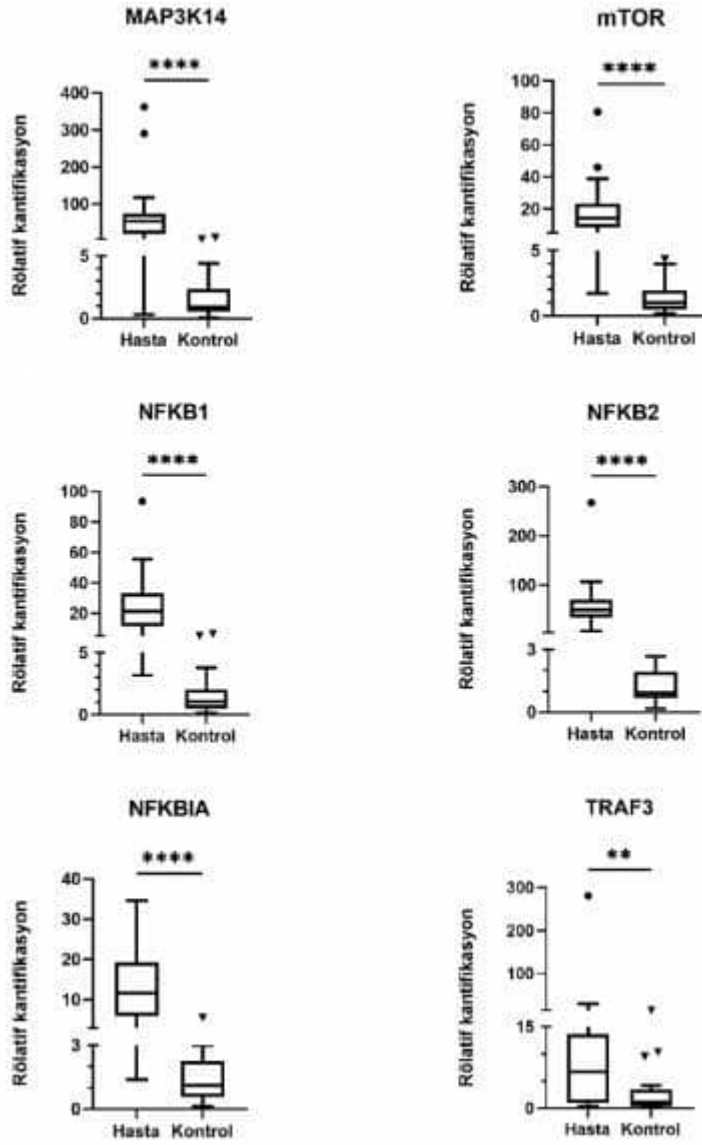 MAP3K14
****
Rölatif kantifikasyon
400
300
200
100
5
0
Hasta Kontrol
mTOR
****
Rölatif kantifikasyon
100
80
60
40
20
5
0
Hasta Kontrol
NFKB1
****
Rölatif kantifikasyon
100
80
60
40
20
5
0
Hasta Kontrol
NFKB2
****
Rölatif kantifikasyon
300
100
3
0
Hasta Kontrol
NFKBIA
****
Rölatif kantifikasyon
40
30
20
10
3
0
Hasta Kontrol
TRAF3
**
Rölatif kantifikasyon
300
200
100
15
0
Hasta Kontrol